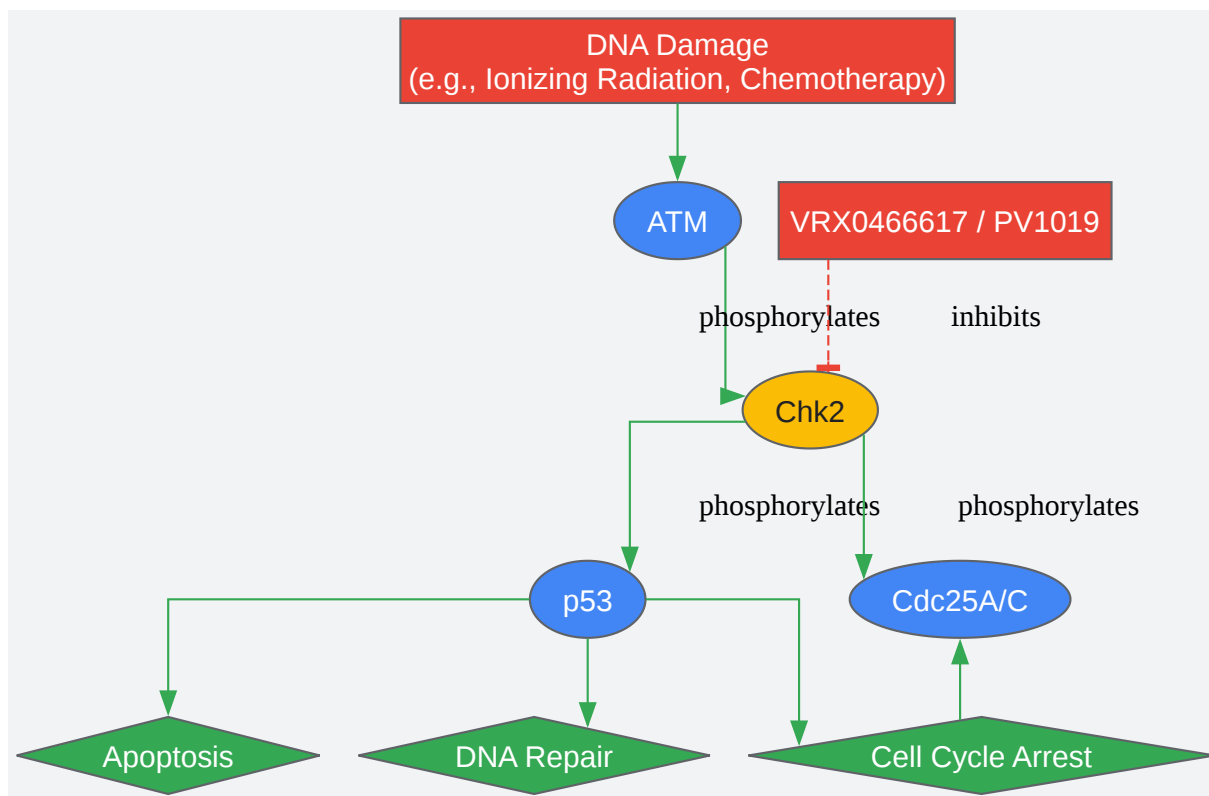 DNA Damage
(e.g., Ionizing Radiation, Chemotherapy)
ATM
VRX0466617 / PV1019
phosphorylates
inhibits
Chk2
phosphorylates
phosphorylates
p53
Cdc25A/C
Apoptosis
DNA Repair
Cell Cycle Arrest